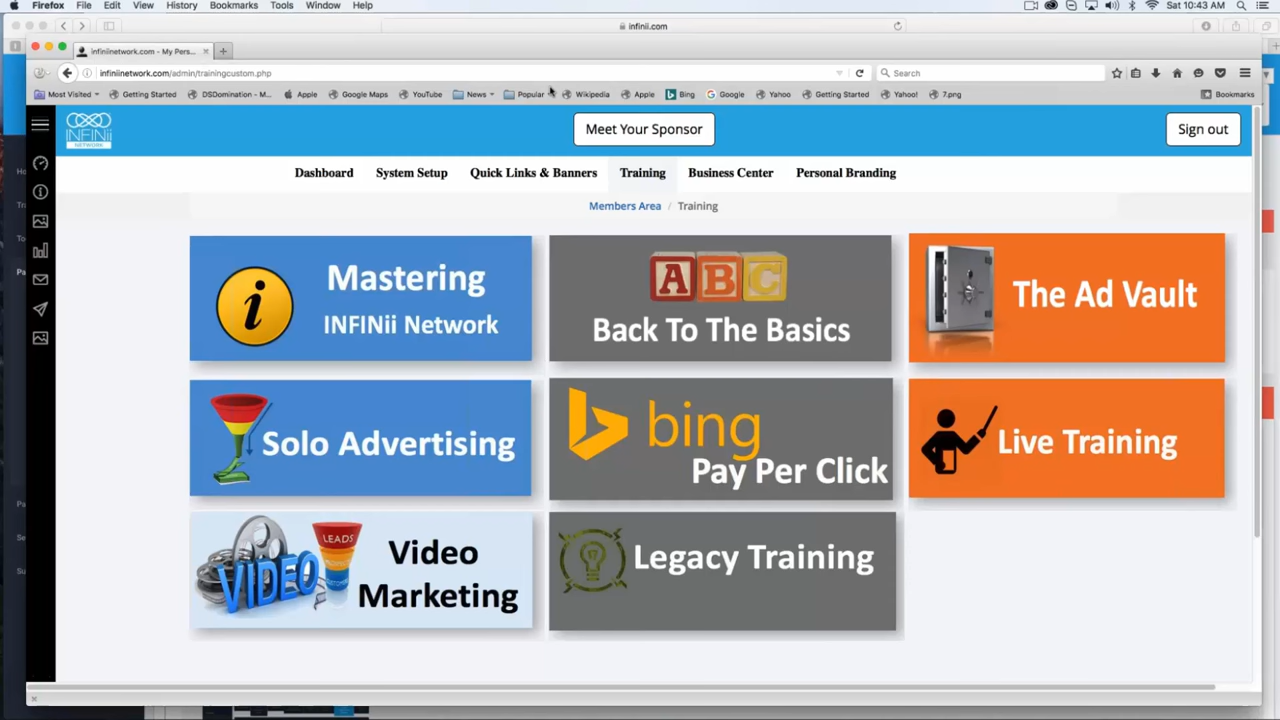 Firefox File Edit View History Bookmarks Tools Window Help Sat 10:43 AM
infinii.com
infiniinetwork.com - My Pers...
infiniinetwork.com/admin/trainingcustom.php Search
Most Visited Getting Started DSDomination - M... Apple Google Maps YouTube News Popular Wikipedia Apple Bing Google Yahoo Getting Started Yahoo! 7.png Bookmarks
INFINii
NETWORK
Meet Your Sponsor
Sign out
Dashboard System Setup Quick Links & Banners Training Business Center Personal Branding
Members Area / Training
Mastering
INFINii Network
A B C
Back To The Basics
The Ad Vault
Solo Advertising
bing
Pay Per Click
Live Training
VIDEO
LEADS
Video
Marketing
Legacy Training